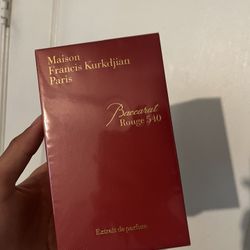 Maison
Francis Kurkdjian
Paris
Baccarat
Rouge 540
Extrait de parfum